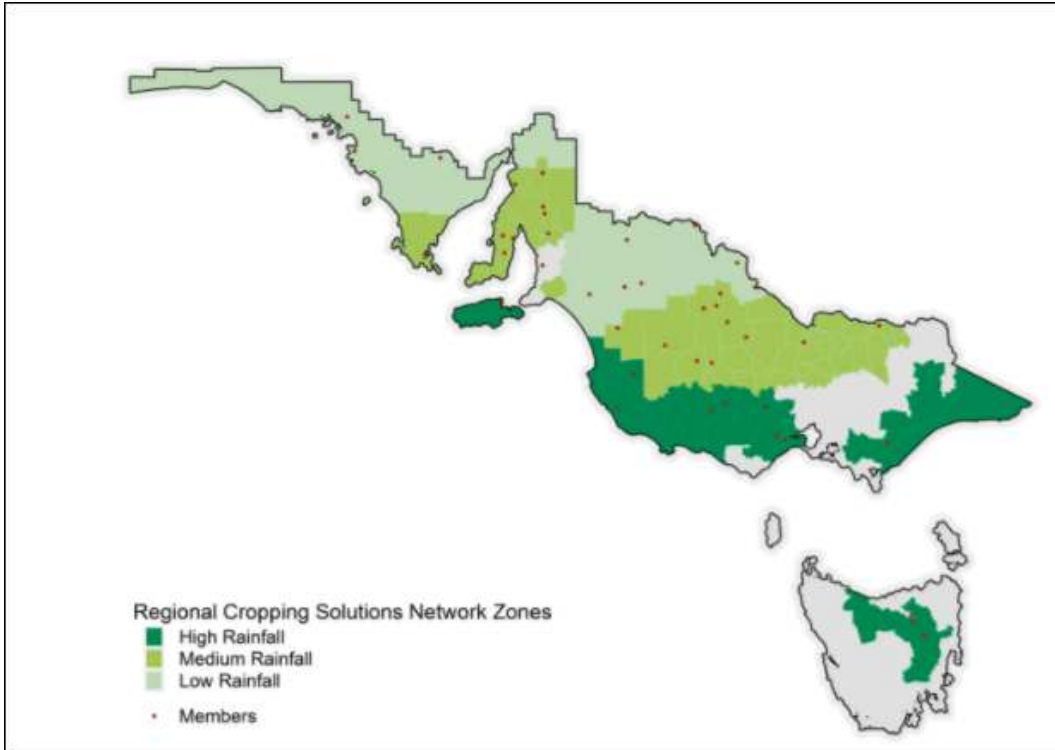 Regional Cropping Solutions Network Zones
High Rainfall
Medium Rainfall
Low Rainfall
Members